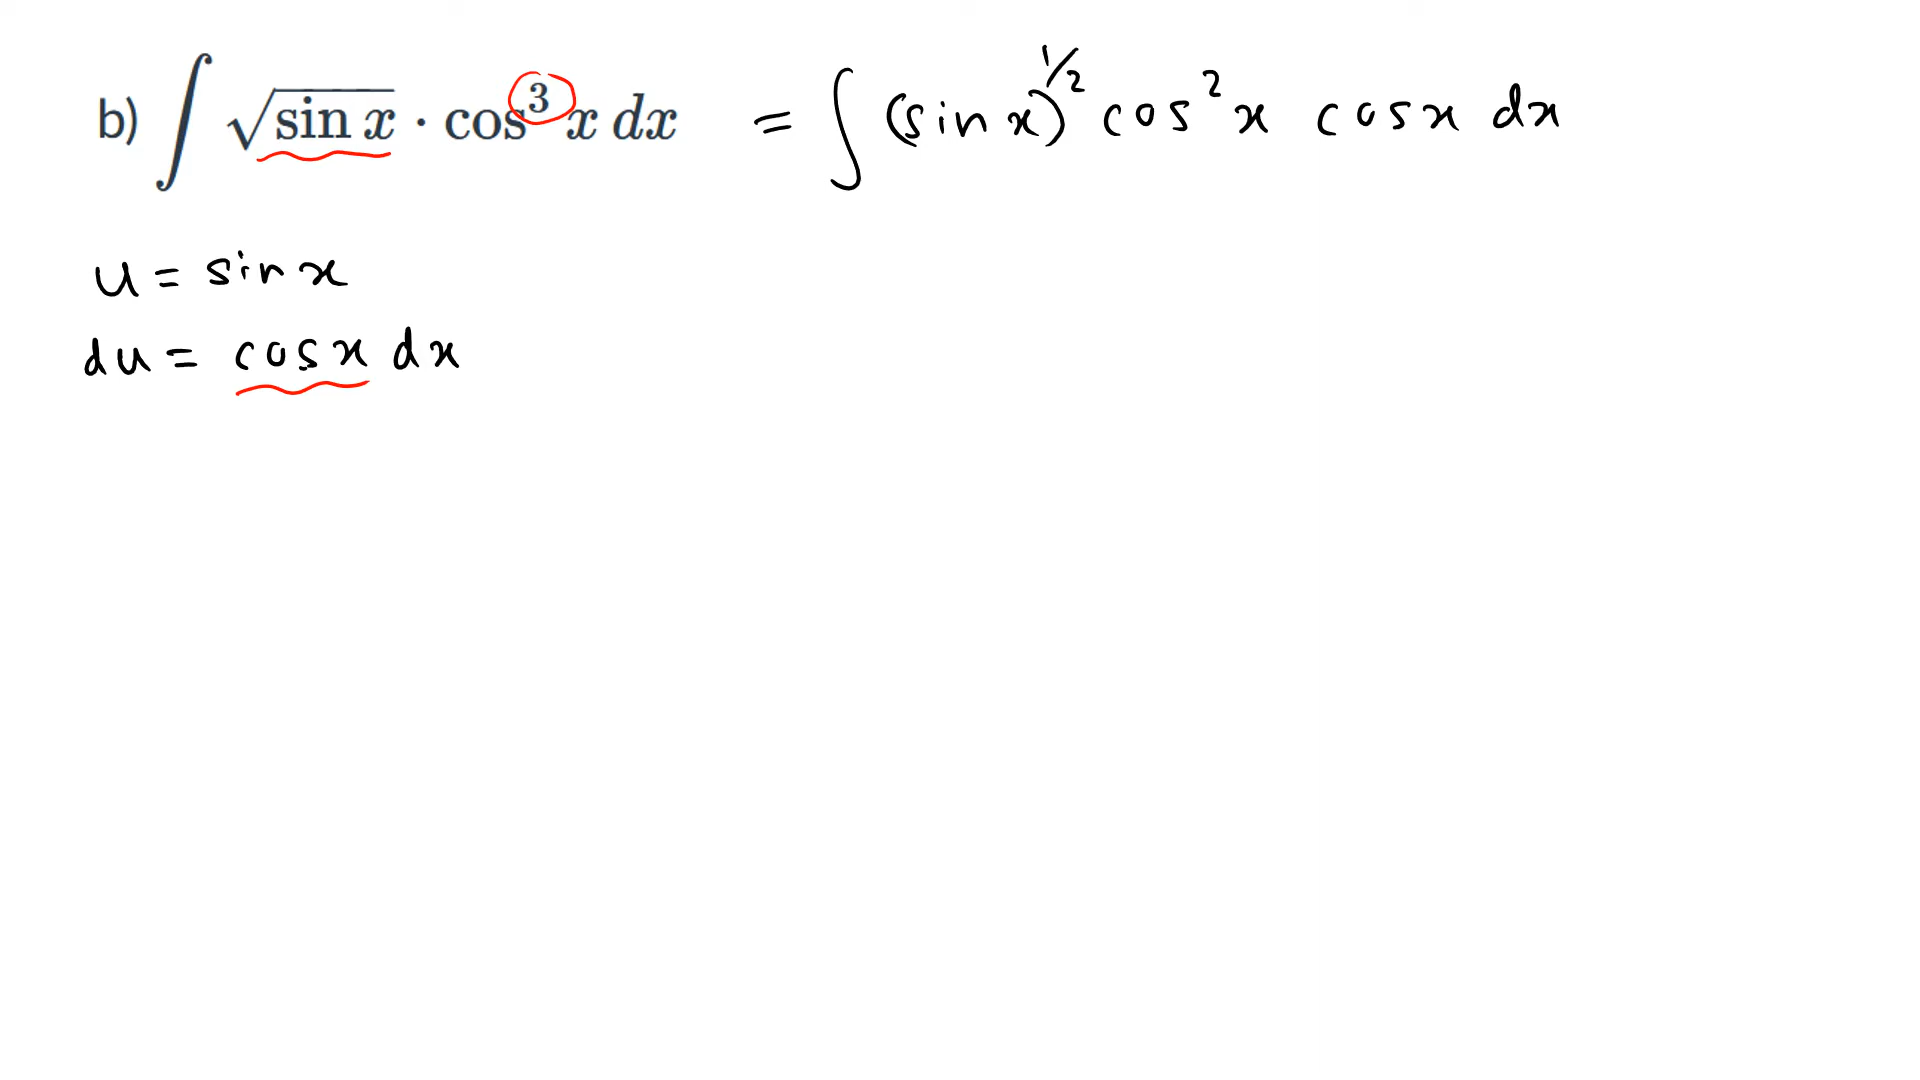 b) ∫ √sin x · cos³ x dx = ∫ (sin x)^1/2 cos² x cos x dx
u = sin x
du = cos x dx